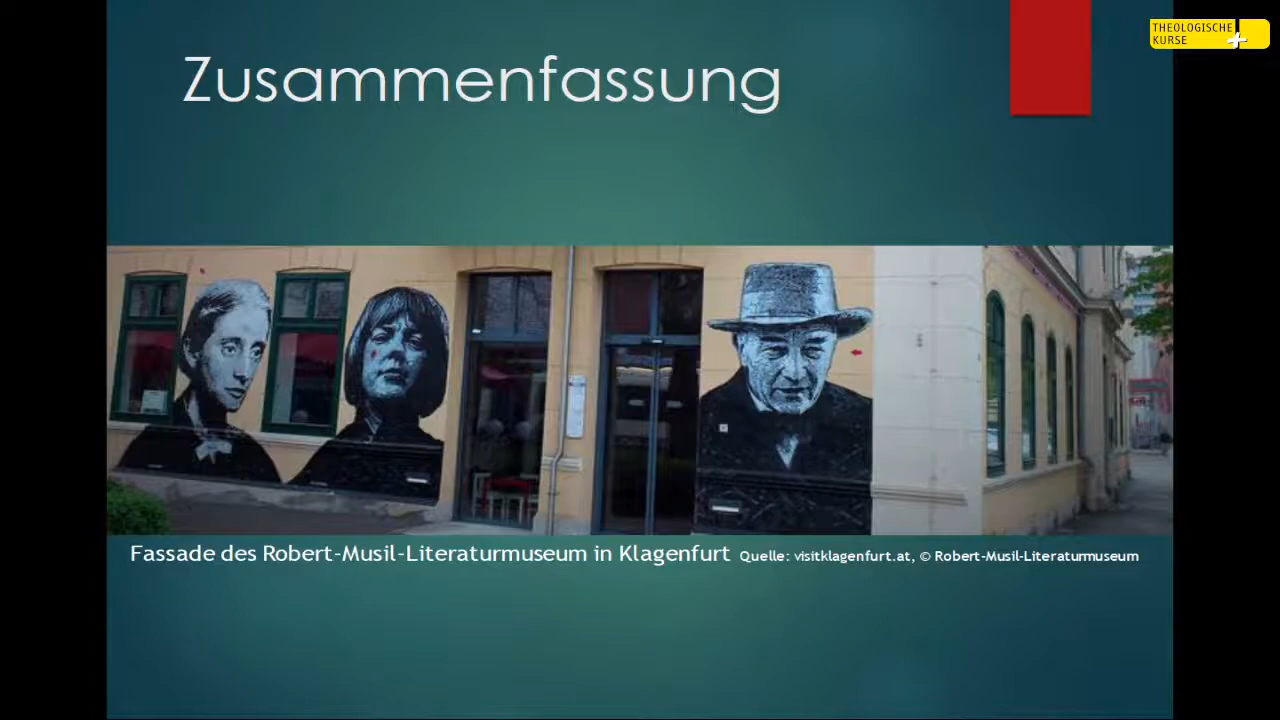 THEOLOGISCHE
KURSE
Zusammenfassung
Fassade des Robert-Musil-Literaturmuseum in Klagenfurt Quelle: visitklagenfurt.at, © Robert-Musil-Literaturmuseum